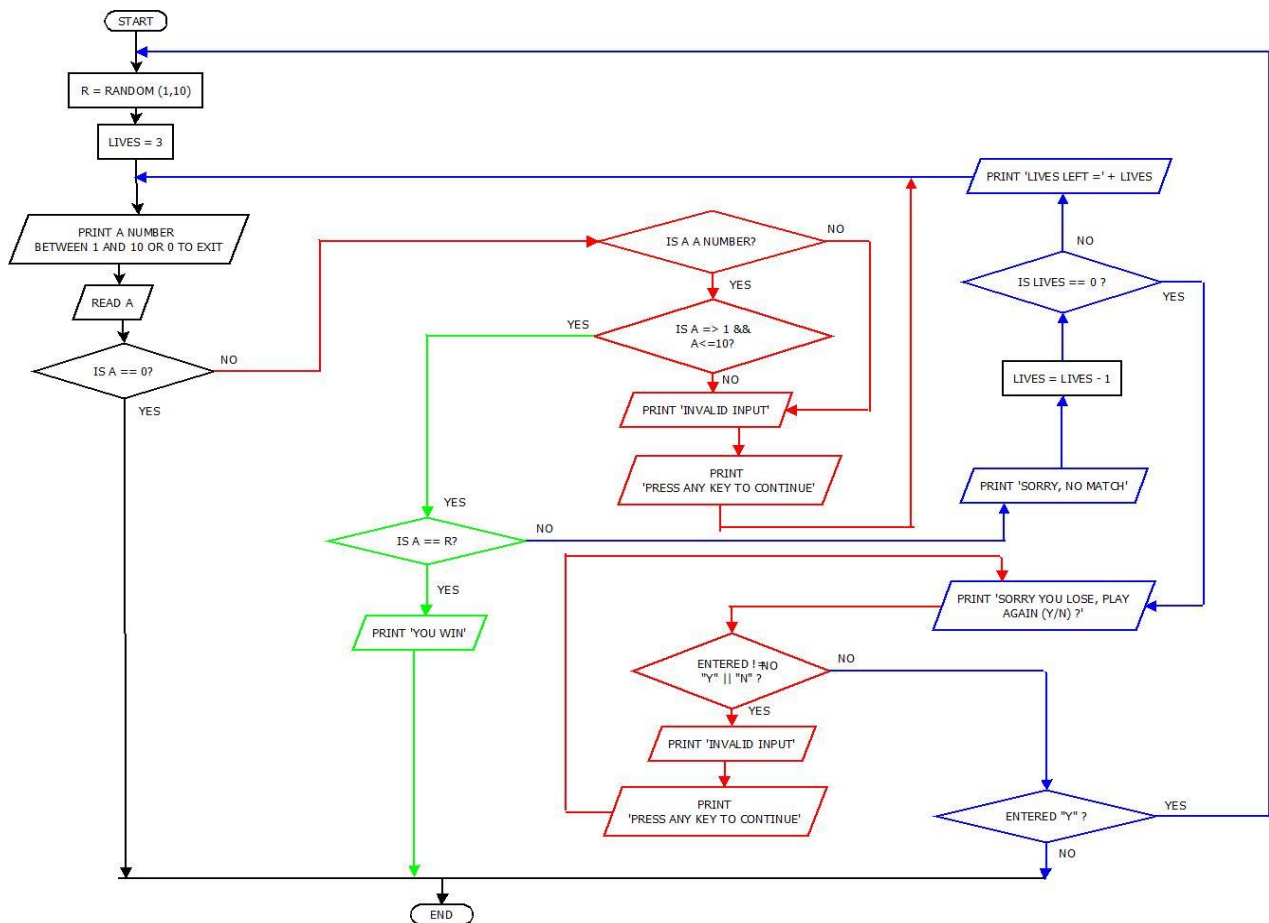 START
R = RANDOM (1,10)
LIVES = 3
PRINT A NUMBER
BETWEEN 1 AND 10 OR 0 TO EXIT
READ A
IS A == 0?
NO
YES
IS A A NUMBER?
NO
YES
IS A => 1 &&
A<=10?
YES
NO
PRINT 'INVALID INPUT'
PRINT
'PRESS ANY KEY TO CONTINUE'
YES
IS A == R?
NO
YES
PRINT 'YOU WIN'
PRINT 'LIVES LEFT =' + LIVES
NO
IS LIVES == 0 ?
YES
LIVES = LIVES - 1
PRINT 'SORRY, NO MATCH'
PRINT 'SORRY YOU LOSE, PLAY
AGAIN (Y/N) ?'
ENTERED != NO
"Y" || "N" ?
NO
YES
PRINT 'INVALID INPUT'
PRINT
'PRESS ANY KEY TO CONTINUE'
ENTERED "Y" ?
YES
NO
END